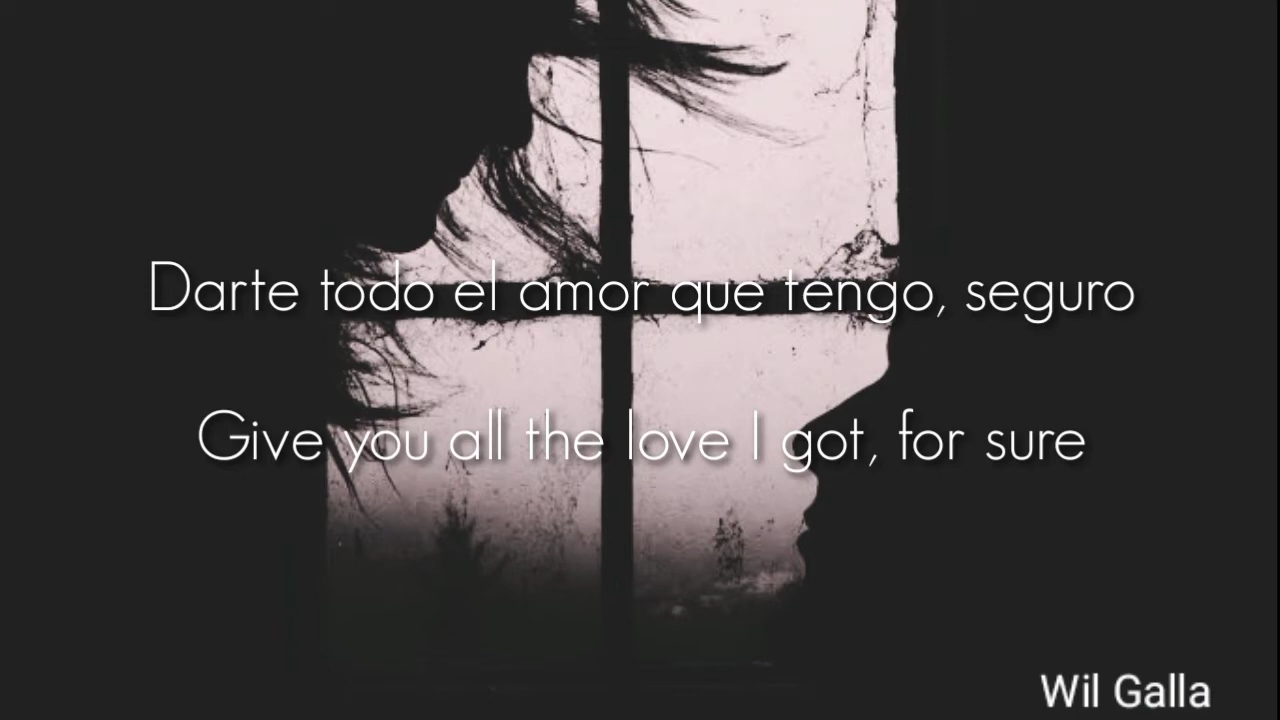 Darte todo el amor que tengo, seguro
Give you all the love I got, for sure
Wil Galla